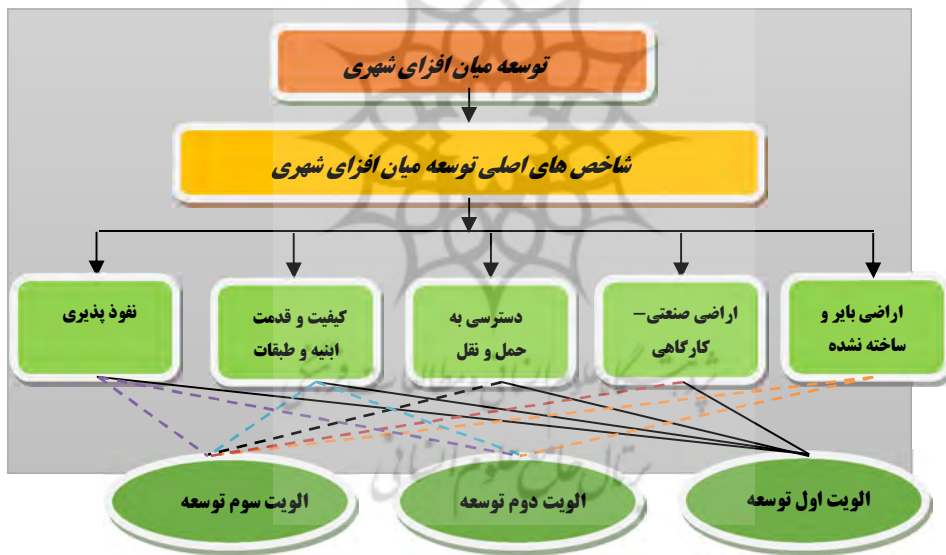 توسعه میان افزای شهری
شاخص های اصلی توسعه میان افزای شهری
اراضی بایر و
ساخته نشده
اراضی صنعتی–
کارگاهی
دسترسی به
حمل و نقل
کیفیت و قدمت
ابنیه و طبقات
نفوذ پذیری
الویت اول توسعه
الویت دوم توسعه
الویت سوم توسعه